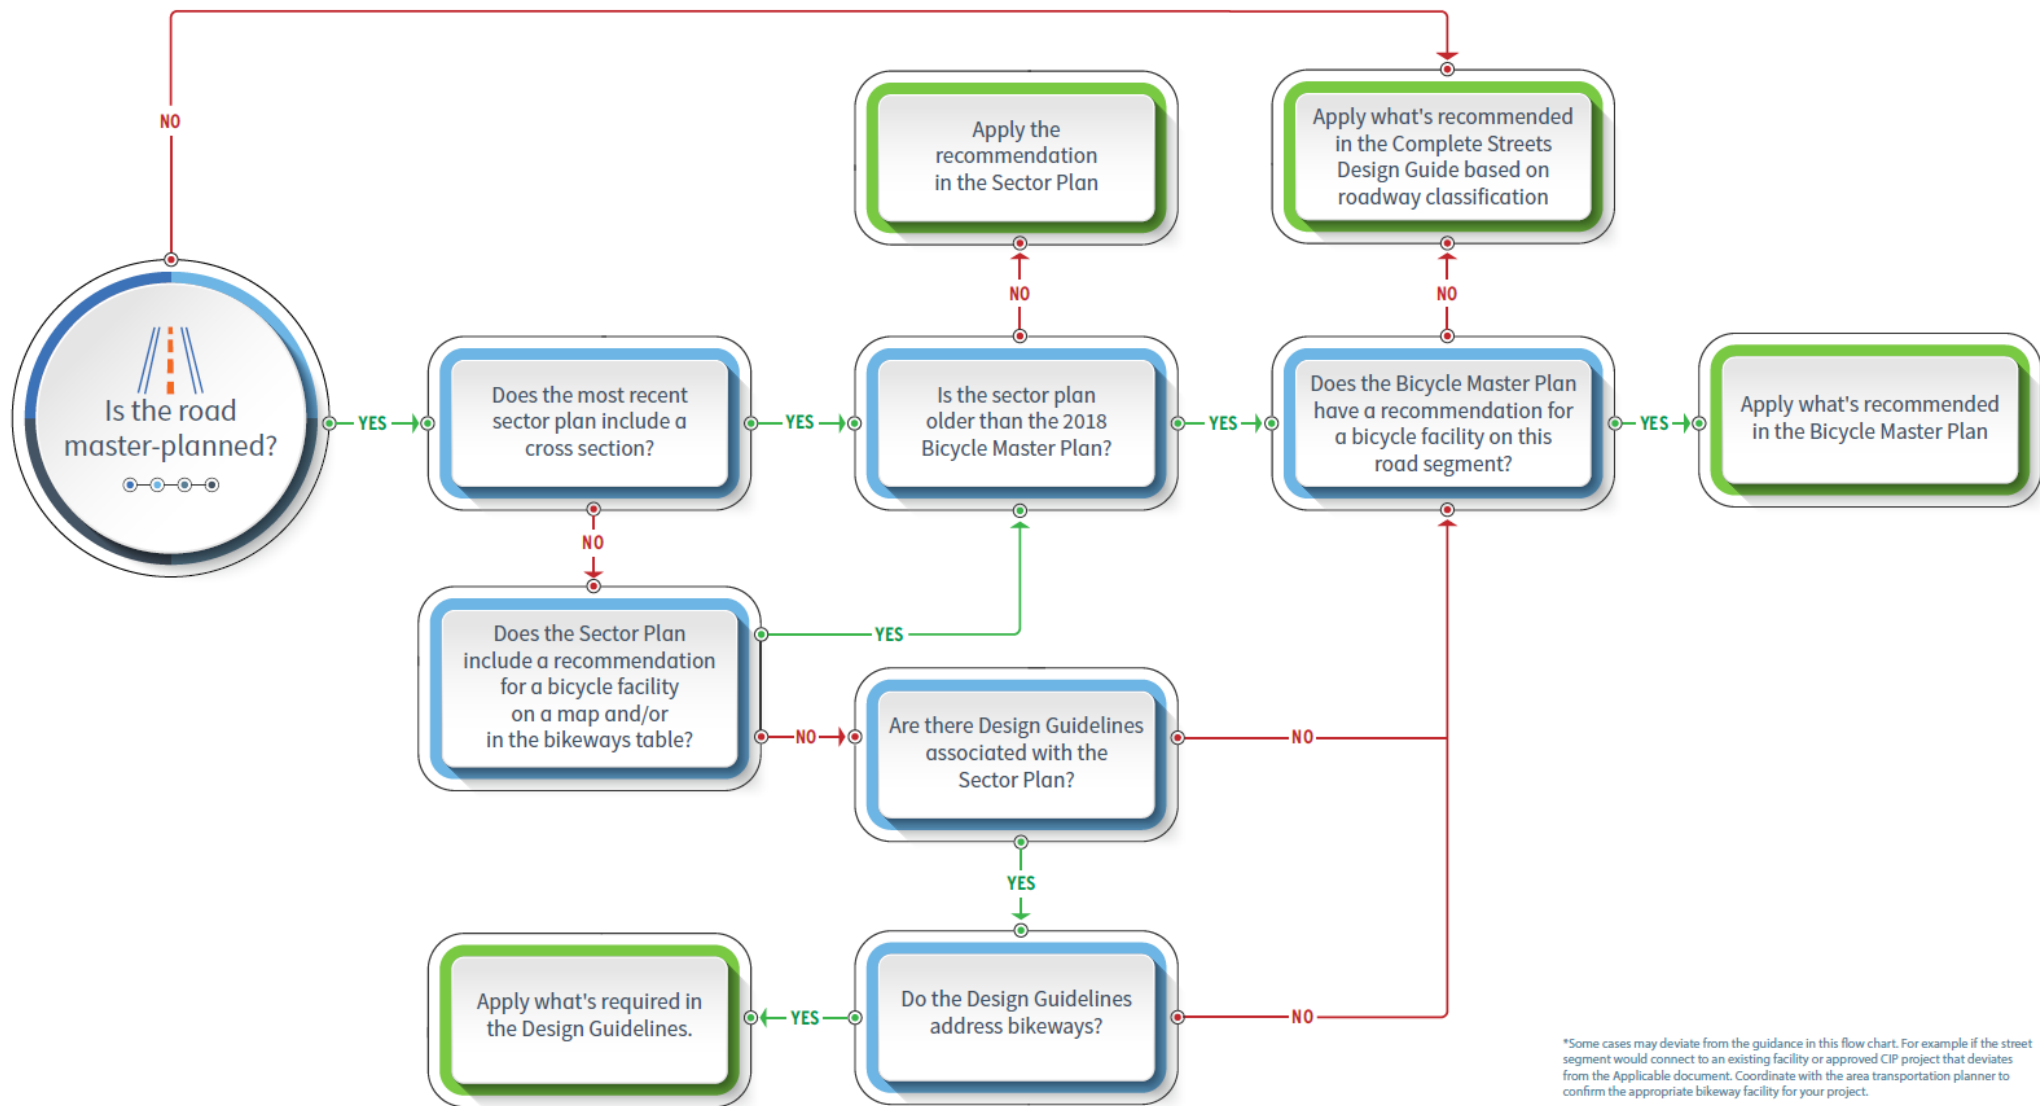 NO
Apply the
recommendation
in the Sector Plan
Apply what's recommended
in the Complete Streets
Design Guide based on
roadway classification
NO
NO
Is the road
master-planned?
YES
Does the most recent
sector plan include a
cross section?
YES
Is the sector plan
older than the 2018
Bicycle Master Plan?
YES
Does the Bicycle Master Plan
have a recommendation for
a bicycle facility on this
road segment?
YES
Apply what's recommended
in the Bicycle Master Plan
NO
Does the Sector Plan
include a recommendation
for a bicycle facility
on a map and/or
in the bikeways table?
YES
NO
Are there Design Guidelines
associated with the
Sector Plan?
NO
YES
Apply what's required in
the Design Guidelines.
YES
Do the Design Guidelines
address bikeways?
NO
*Some cases may deviate from the guidance in this flow chart. For example if the street
segment would connect to an existing facility or approved CIP project that deviates
from the Applicable document. Coordinate with the area transportation planner to
confirm the appropriate bikeway facility for your project.